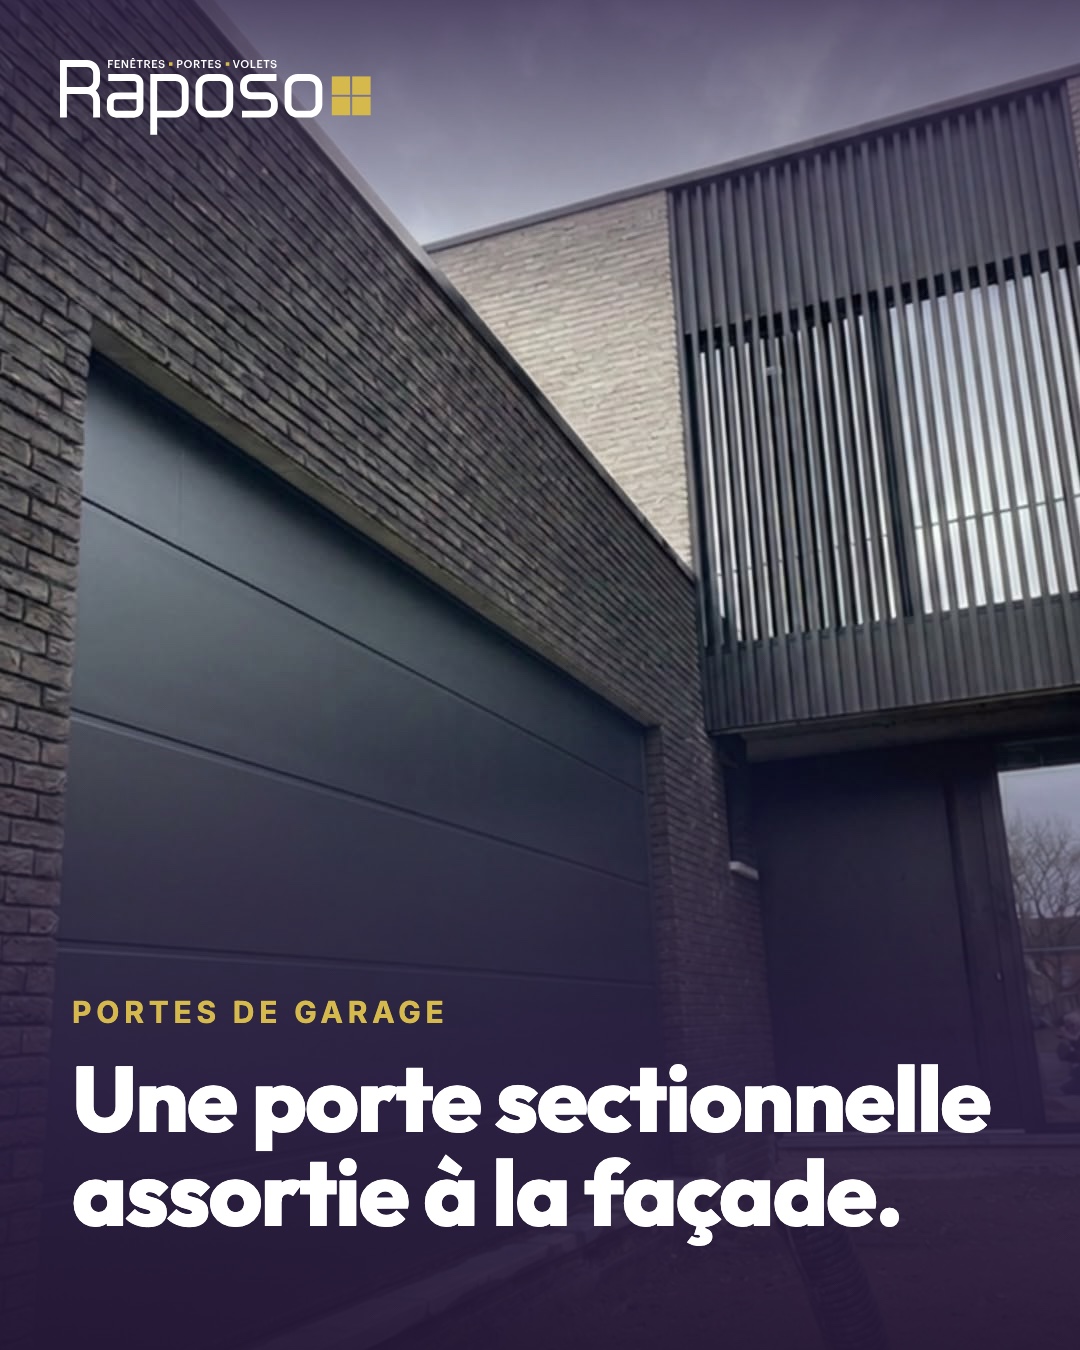 FENÊTRES ▪ PORTES ▪ VOLETS
Raposo
PORTES DE GARAGE
Une porte sectionnelle
assortie à la façade.